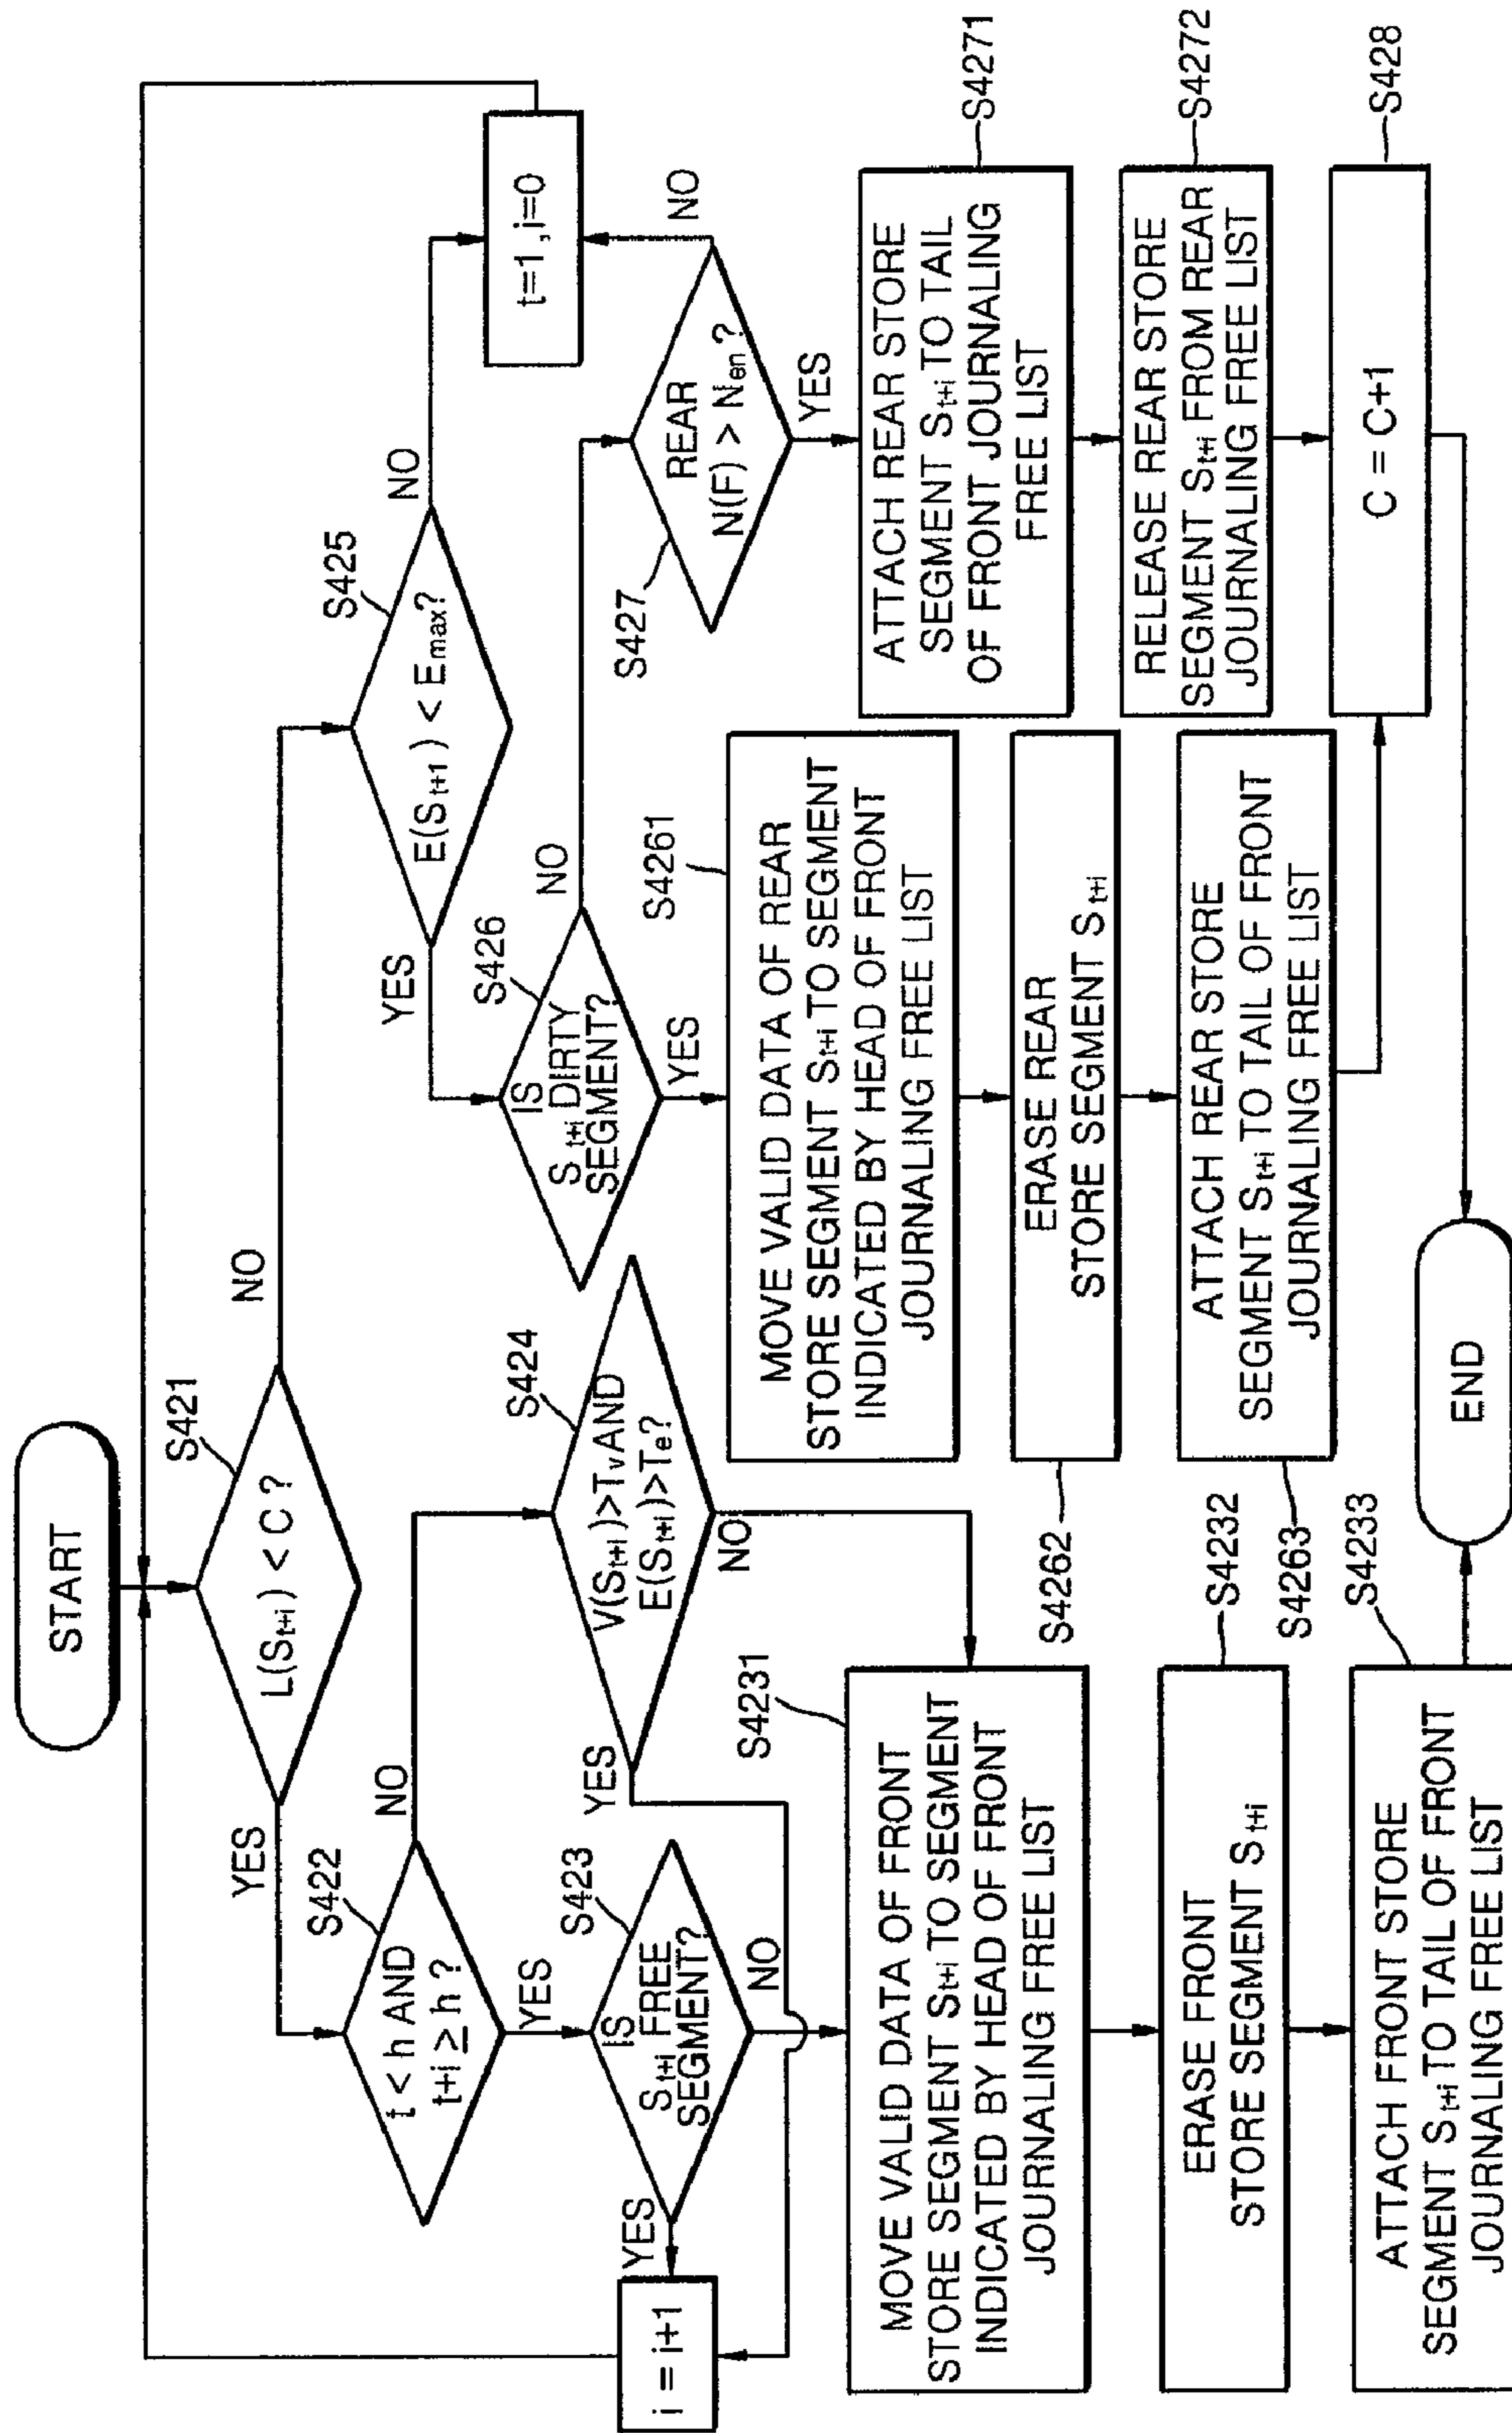 START
S421
L(St+i) < C ?
YES
NO
S422
t < h AND
t+i ≥ h ?
NO
YES
S423
IS
St+i FREE
SEGMENT?
YES
NO
i = i+1
S424
V(St+i)>Tv AND
E(St+i)>Te?
YES
NO
S4231
MOVE VALID DATA OF FRONT
STORE SEGMENT St+i TO SEGMENT
INDICATED BY HEAD OF FRONT
JOURNALING FREE LIST
S4232
ERASE FRONT
STORE SEGMENT St+i
S4233
ATTACH FRONT STORE
SEGMENT St+i TO TAIL OF FRONT
JOURNALING FREE LIST
S425
E(St+1) < Emax?
NO
YES
t=1,i=0
S426
IS
St+i DIRTY
SEGMENT?
NO
YES
S427
REAR
N(F) > Nen?
NO
YES
S4261
MOVE VALID DATA OF REAR
STORE SEGMENT St+i TO SEGMENT
INDICATED BY HEAD OF FRONT
JOURNALING FREE LIST
S4262
ERASE REAR
STORE SEGMENT St+i
S4263
ATTACH REAR STORE
SEGMENT St+i TO TAIL OF FRONT
JOURNALING FREE LIST
S4271
ATTACH REAR STORE
SEGMENT St+i TO TAIL
OF FRONT JOURNALING
FREE LIST
S4272
RELEASE REAR STORE
SEGMENT St+i FROM REAR
JOURNALING FREE LIST
S428
C = C+1
END